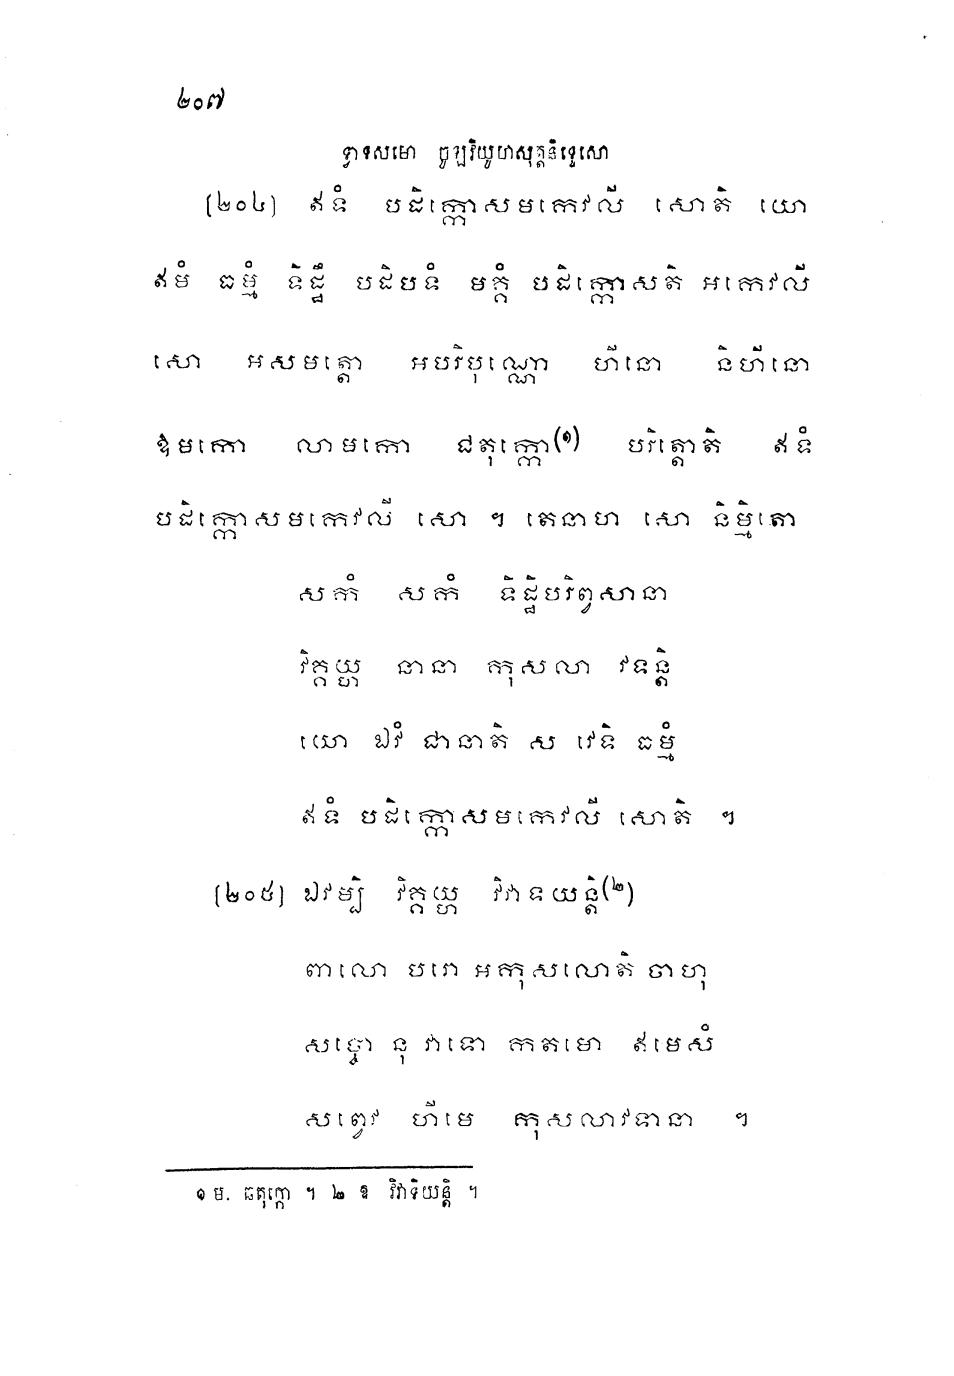 ២០៧
ទ្វាទសមោ ចូឡវិយូហសុត្តនិទ្ទេសោ
(២០៤) ឥទំ បដិក្កោសមកេវលី សោតិ យោ
ឥមំ ធម្មំ ទិដ្ឋឹ បដិបទំ មគ្គំ បដិក្កោសតិ អកេវលី
សោ អសមត្តោ អបរិបុណ្ណោ ហីនោ និហីនោ
ឱមកោ លាមកោ ជតុក្កោ(១) បរិត្តោតិ ឥទំ
បដិក្កោសមកេវលី សោ ។ តេនាហ សោ និម្មិតោ
សកំ សកំ ទិដ្ឋិបរិព្វសានា
វិគ្គយ្ហ នានា កុសលា វទន្តិ
យោ ឯវំ ជានាតិ ស វេទិ ធម្មំ
ឥទំ បដិក្កោសមកេវលី សោតិ ។
(២០៥) ឯវម្បិ វិគ្គយ្ហ វិវាទយន្តិ(២)
ពាលោ បរោ អកុសលោតិ ចាហុ
សច្ចោ នុ វាទោ កតមោ ឥមេសំ
សព្វេវ ហីមេ កុសលាវទានា ។
១ ម. ឆតុក្កោ ។ ២ ឱ វិវាទិយន្តិ ។